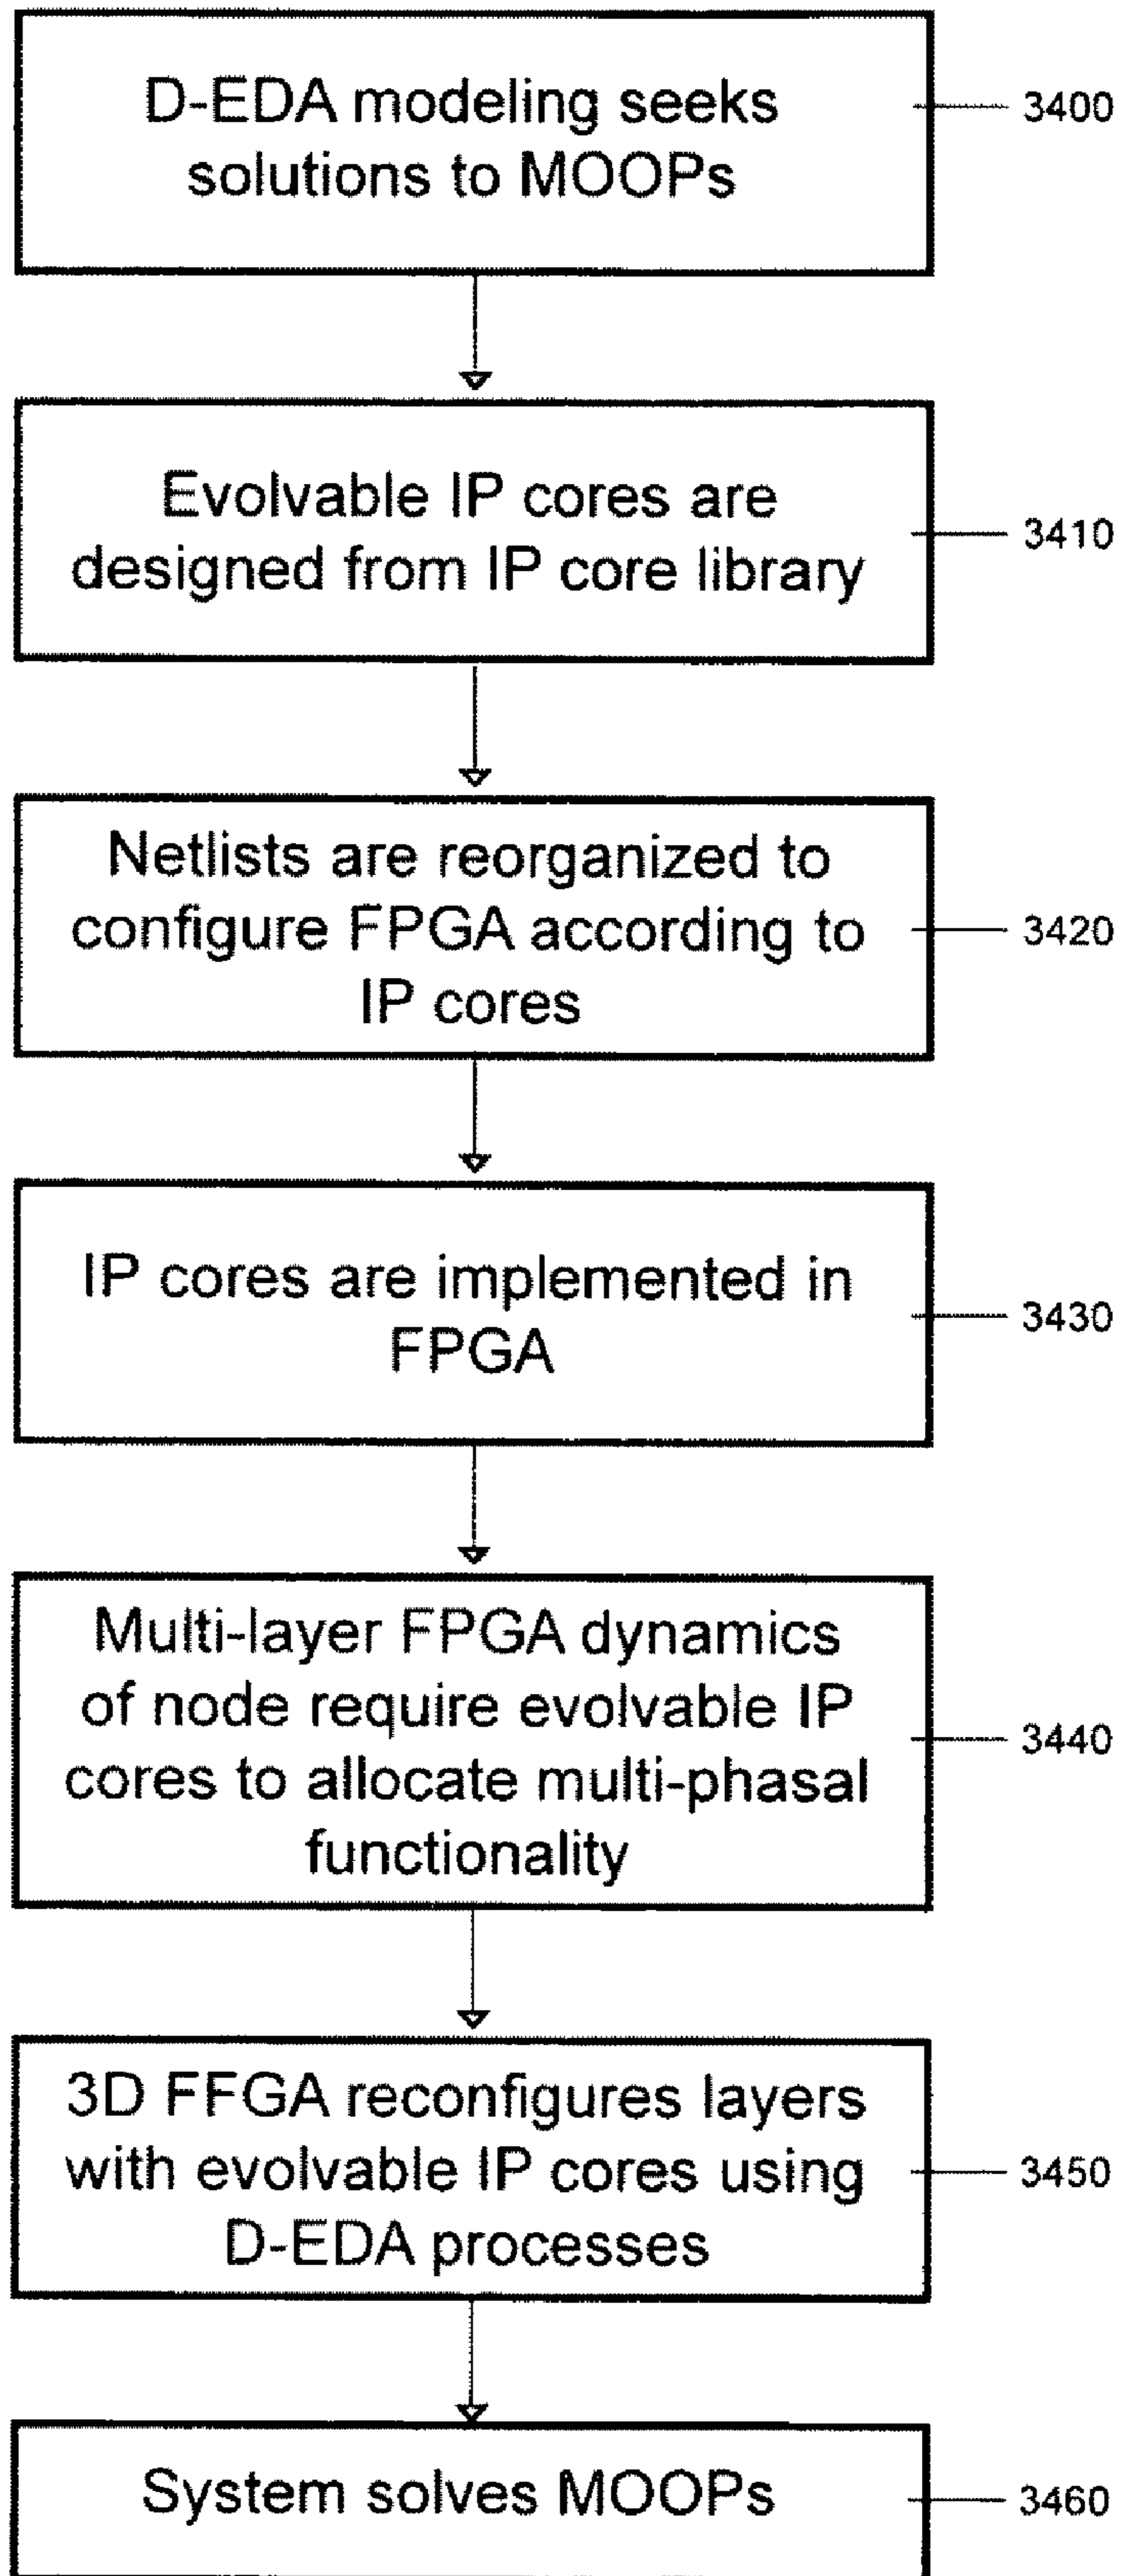 D-EDA modeling seeks
solutions to MOOPs
3400
Evolvable IP cores are
designed from IP core library
3410
Netlists are reorganized to
configure FPGA according to
IP cores
3420
IP cores are implemented in
FPGA
3430
Multi-layer FPGA dynamics
of node require evolvable IP
cores to allocate multi-phasal
functionality
3440
3D FFGA reconfigures layers
with evolvable IP cores using
D-EDA processes
3450
System solves MOOPs
3460